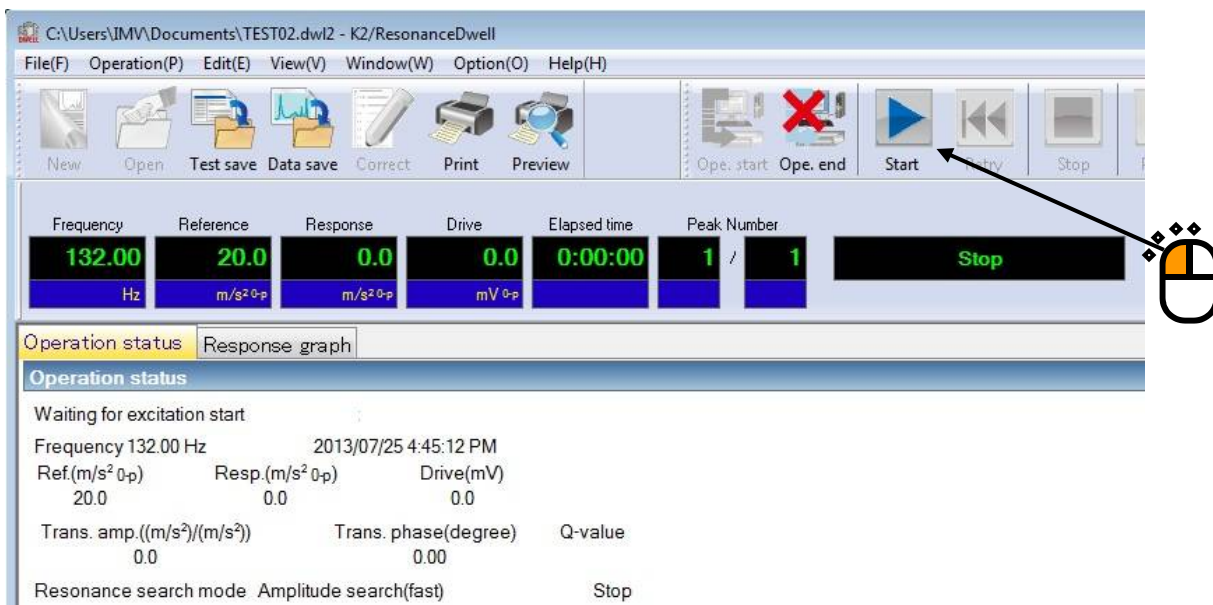 C:\Users\IMV\Documents\TEST02.dwl2 - K2/ResonanceDwell
File(F) Operation(P) Edit(E) View(V) Window(W) Option(O) Help(H)
New Open Test save Data save Correct Print Preview Ope. start Ope. end Start Retry Stop
Frequency Reference Response Drive Elapsed time Peak Number
132.00 20.0 0.0 0.0 0:00:00 1 / 1 Stop
Hz m/s² 0-p m/s² 0-p mV 0-p
Operation status Response graph
Operation status
Waiting for excitation start :
Frequency 132.00 Hz 2013/07/25 4:45:12 PM
Ref.(m/s² 0-p) Resp.(m/s² 0-p) Drive(mV)
20.0 0.0 0.0
Trans. amp.((m/s²)/(m/s²)) Trans. phase(degree) Q-value
0.0 0.00
Resonance search mode Amplitude search(fast) Stop